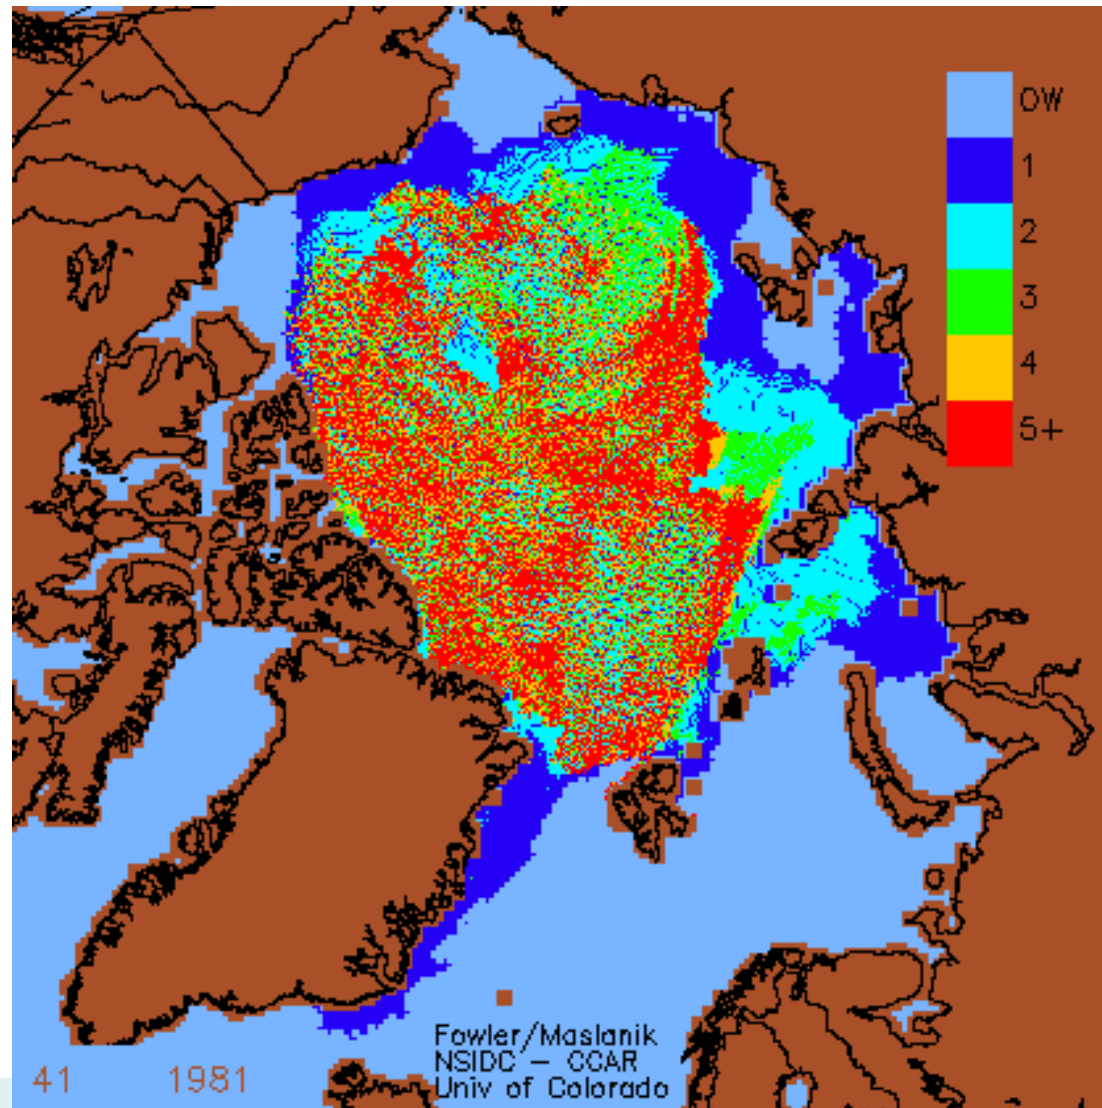 OW
1
2
3
4
5+
Fowler/Maslanik
NSIDC – CCAR
Univ of Colorado
41 1981